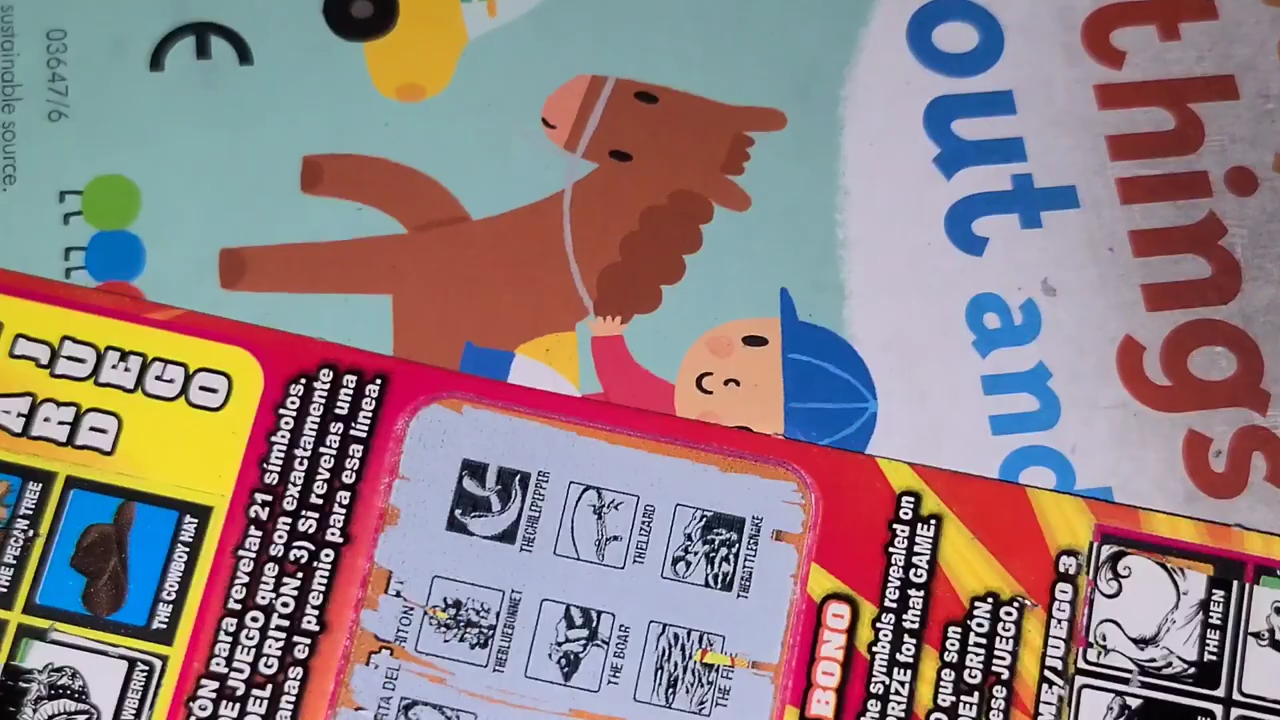 things
out and
03647/6
sustainable source.
JUEGO
THE PECAN TREE
THE COWBOY HAT
para revelar 21 símbolos.
DE JUEGO que son exactamente
DEL GRITÓN. 3) Si revelas una
ganas el premio para esa línea.
THE CHILI PEPPER
THE LIZARD
THE RATTLESNAKE
THE BLUEBONNET
THE BOAR
BONO
symbols revealed on
PRIZE for that GAME.
O que son
DEL GRITÓN.
ese JUEGO,
3
THE HEN